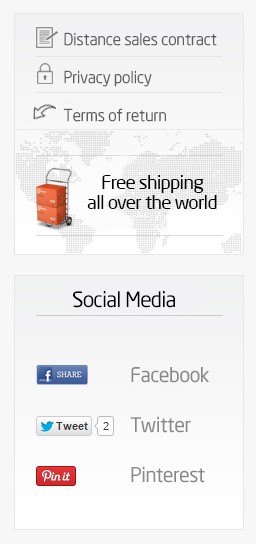 Distance sales contract
Privacy policy
Terms of return
Free shipping
all over the world
Social Media
f SHARE Facebook
Tweet 2 Twitter
Pin it Pinterest